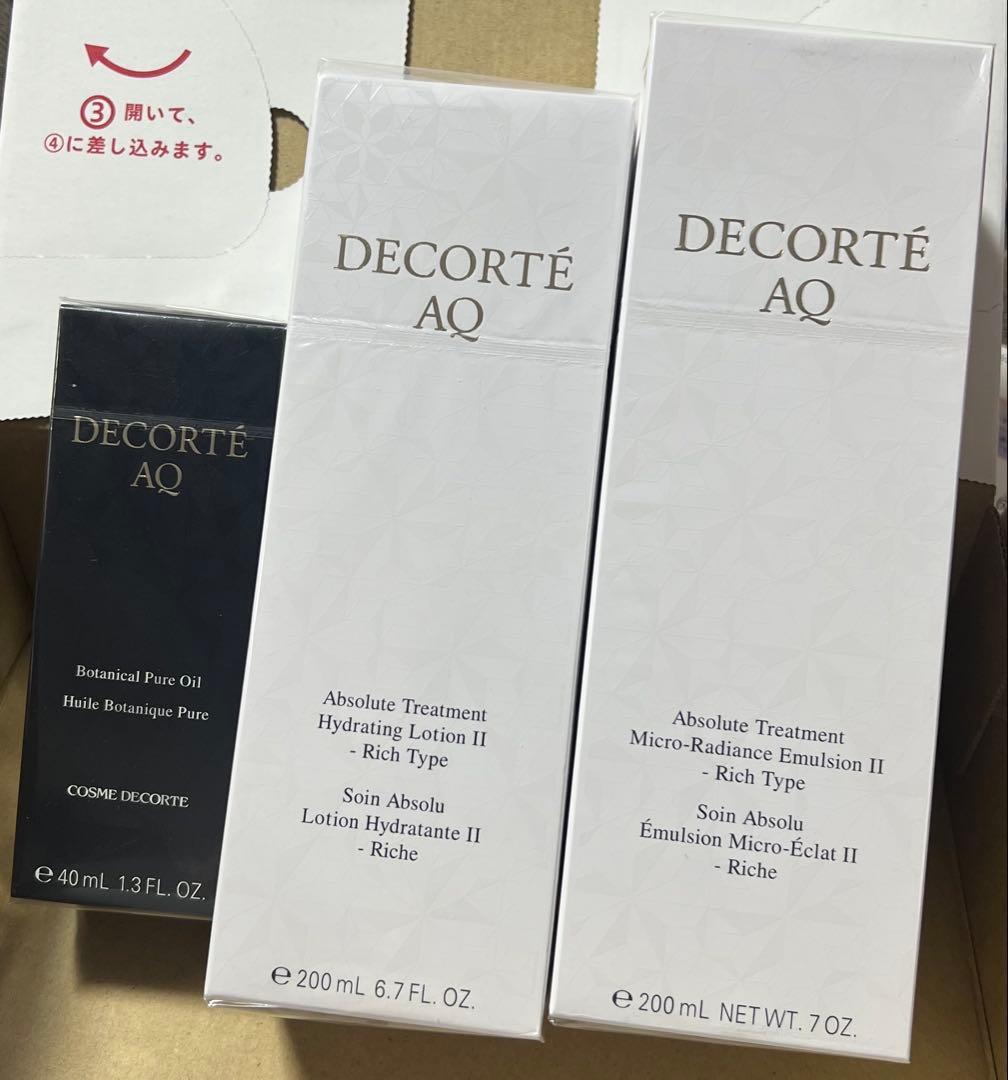 ③ 開いて、
④に差し込みます。
DECORTÉ
AQ
Botanical Pure Oil
Huile Botanique Pure
COSME DECORTE
℮ 40 mL 1.3 FL. OZ.
DECORTÉ
AQ
Absolute Treatment
Hydrating Lotion II
- Rich Type
Soin Absolu
Lotion Hydratante II
- Riche
℮ 200 mL 6.7 FL. OZ.
DECORTÉ
AQ
Absolute Treatment
Micro-Radiance Emulsion II
- Rich Type
Soin Absolu
Émulsion Micro-Éclat II
- Riche
℮ 200 mL NET WT. 7 OZ.